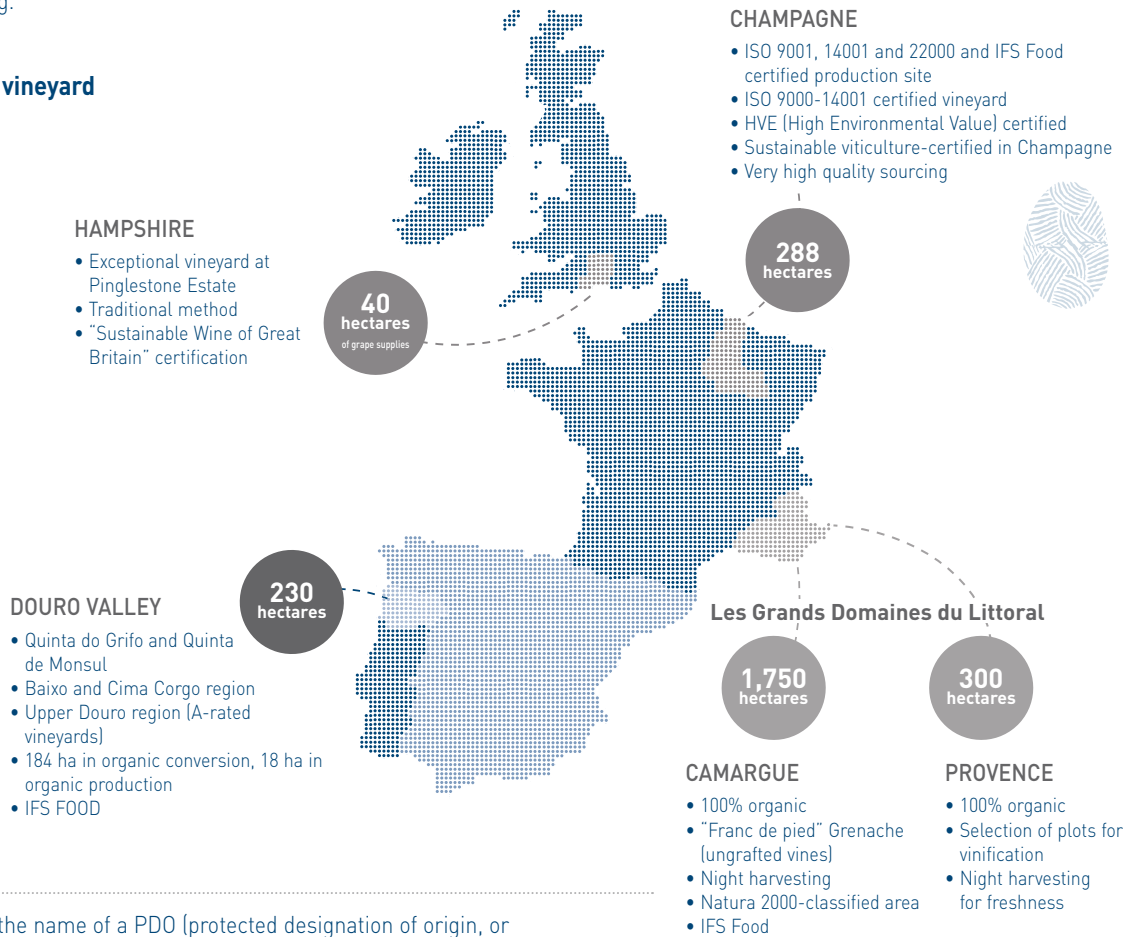 g.
vineyard
CHAMPAGNE
• ISO 9001, 14001 and 22000 and IFS Food
certified production site
• ISO 9000-14001 certified vineyard
• HVE (High Environmental Value) certified
• Sustainable viticulture-certified in Champagne
• Very high quality sourcing
288
hectares
HAMPSHIRE
• Exceptional vineyard at
Pinglestone Estate
• Traditional method
• “Sustainable Wine of Great
Britain” certification
40
hectares
of grape supplies
230
hectares
DOURO VALLEY
• Quinta do Grifo and Quinta
de Monsul
• Baixo and Cima Corgo region
• Upper Douro region (A-rated
vineyards)
• 184 ha in organic conversion, 18 ha in
organic production
• IFS FOOD
Les Grands Domaines du Littoral
1,750
hectares
300
hectares
CAMARGUE
• 100% organic
• “Franc de pied” Grenache
(ungrafted vines)
• Night harvesting
• Natura 2000-classified area
• IFS Food
PROVENCE
• 100% organic
• Selection of plots for
vinification
• Night harvesting
for freshness
the name of a PDO (protected designation of origin, or